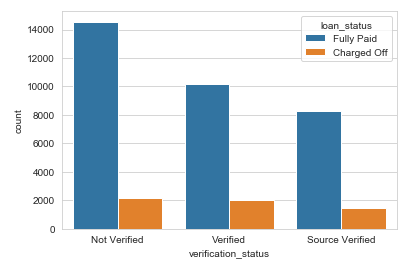 loan_status
Fully Paid
Charged Off
14000
12000
10000
8000
6000
4000
2000
0
count
Not Verified
Verified
Source Verified
verification_status